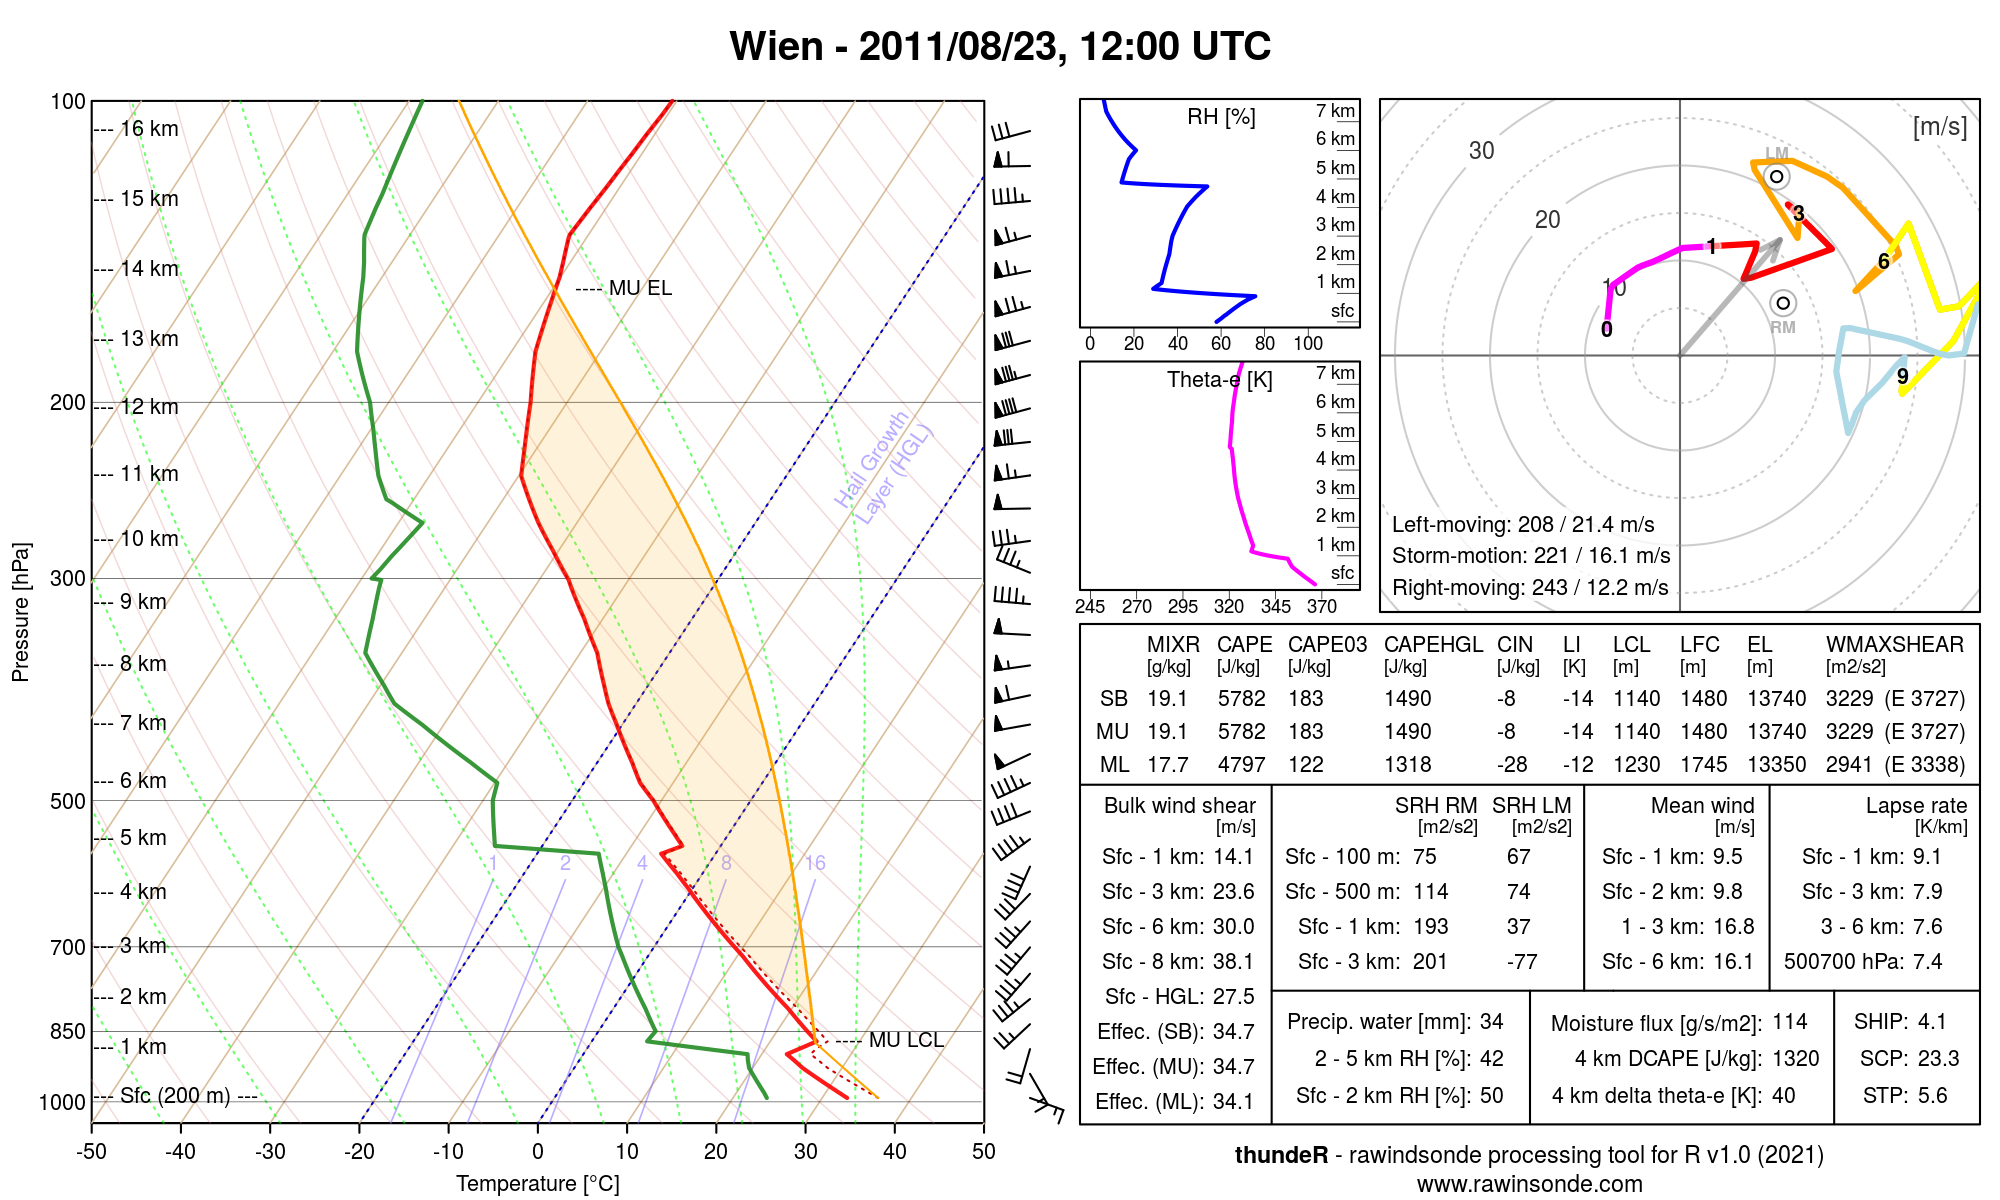 Wien - 2011/08/23, 12:00 UTC
Pressure [hPa]
100
200
300
500
700
850
1000
--- 16 km
--- 15 km
--- 14 km
--- 13 km
--- 12 km
--- 11 km
--- 10 km
--- 9 km
--- 8 km
--- 7 km
--- 6 km
--- 5 km
--- 4 km
--- 3 km
--- 2 km
--- 1 km
--- Sfc (200 m) ---
---- MU EL
Hail Growth
Layer (HGL)
1 2 4 8 16
---- MU LCL
-50 -40 -30 -20 -10 0 10 20 30 40 50
Temperature [°C]
RH [%]
7 km
6 km
5 km
4 km
3 km
2 km
1 km
sfc
0 20 40 60 80 100
Theta-e [K]
7 km
6 km
5 km
4 km
3 km
2 km
1 km
sfc
245 270 295 320 345 370
[m/s]
30
20
10
LM
RM
0
1
3
6
9
Left-moving: 208 / 21.4 m/s
Storm-motion: 221 / 16.1 m/s
Right-moving: 243 / 12.2 m/s
MIXR CAPE CAPE03 CAPEHGL CIN LI LCL LFC EL WMAXSHEAR
[g/kg] [J/kg] [J/kg] [J/kg] [J/kg] [K] [m] [m] [m] [m2/s2]
SB 19.1 5782 183 1490 -8 -14 1140 1480 13740 3229 (E 3727)
MU 19.1 5782 183 1490 -8 -14 1140 1480 13740 3229 (E 3727)
ML 17.7 4797 122 1318 -28 -12 1230 1745 13350 2941 (E 3338)
Bulk wind shear
[m/s]
Sfc - 1 km: 14.1
Sfc - 3 km: 23.6
Sfc - 6 km: 30.0
Sfc - 8 km: 38.1
Sfc - HGL: 27.5
Effec. (SB): 34.7
Effec. (MU): 34.7
Effec. (ML): 34.1
SRH RM SRH LM
[m2/s2] [m2/s2]
Sfc - 100 m: 75 67
Sfc - 500 m: 114 74
Sfc - 1 km: 193 37
Sfc - 3 km: 201 -77
Mean wind
[m/s]
Sfc - 1 km: 9.5
Sfc - 2 km: 9.8
1 - 3 km: 16.8
Sfc - 6 km: 16.1
Lapse rate
[K/km]
Sfc - 1 km: 9.1
Sfc - 3 km: 7.9
3 - 6 km: 7.6
500700 hPa: 7.4
Precip. water [mm]: 34
2 - 5 km RH [%]: 42
Sfc - 2 km RH [%]: 50
Moisture flux [g/s/m2]: 114
4 km DCAPE [J/kg]: 1320
4 km delta theta-e [K]: 40
SHIP: 4.1
SCP: 23.3
STP: 5.6
thundeR - rawindsonde processing tool for R v1.0 (2021)
www.rawinsonde.com